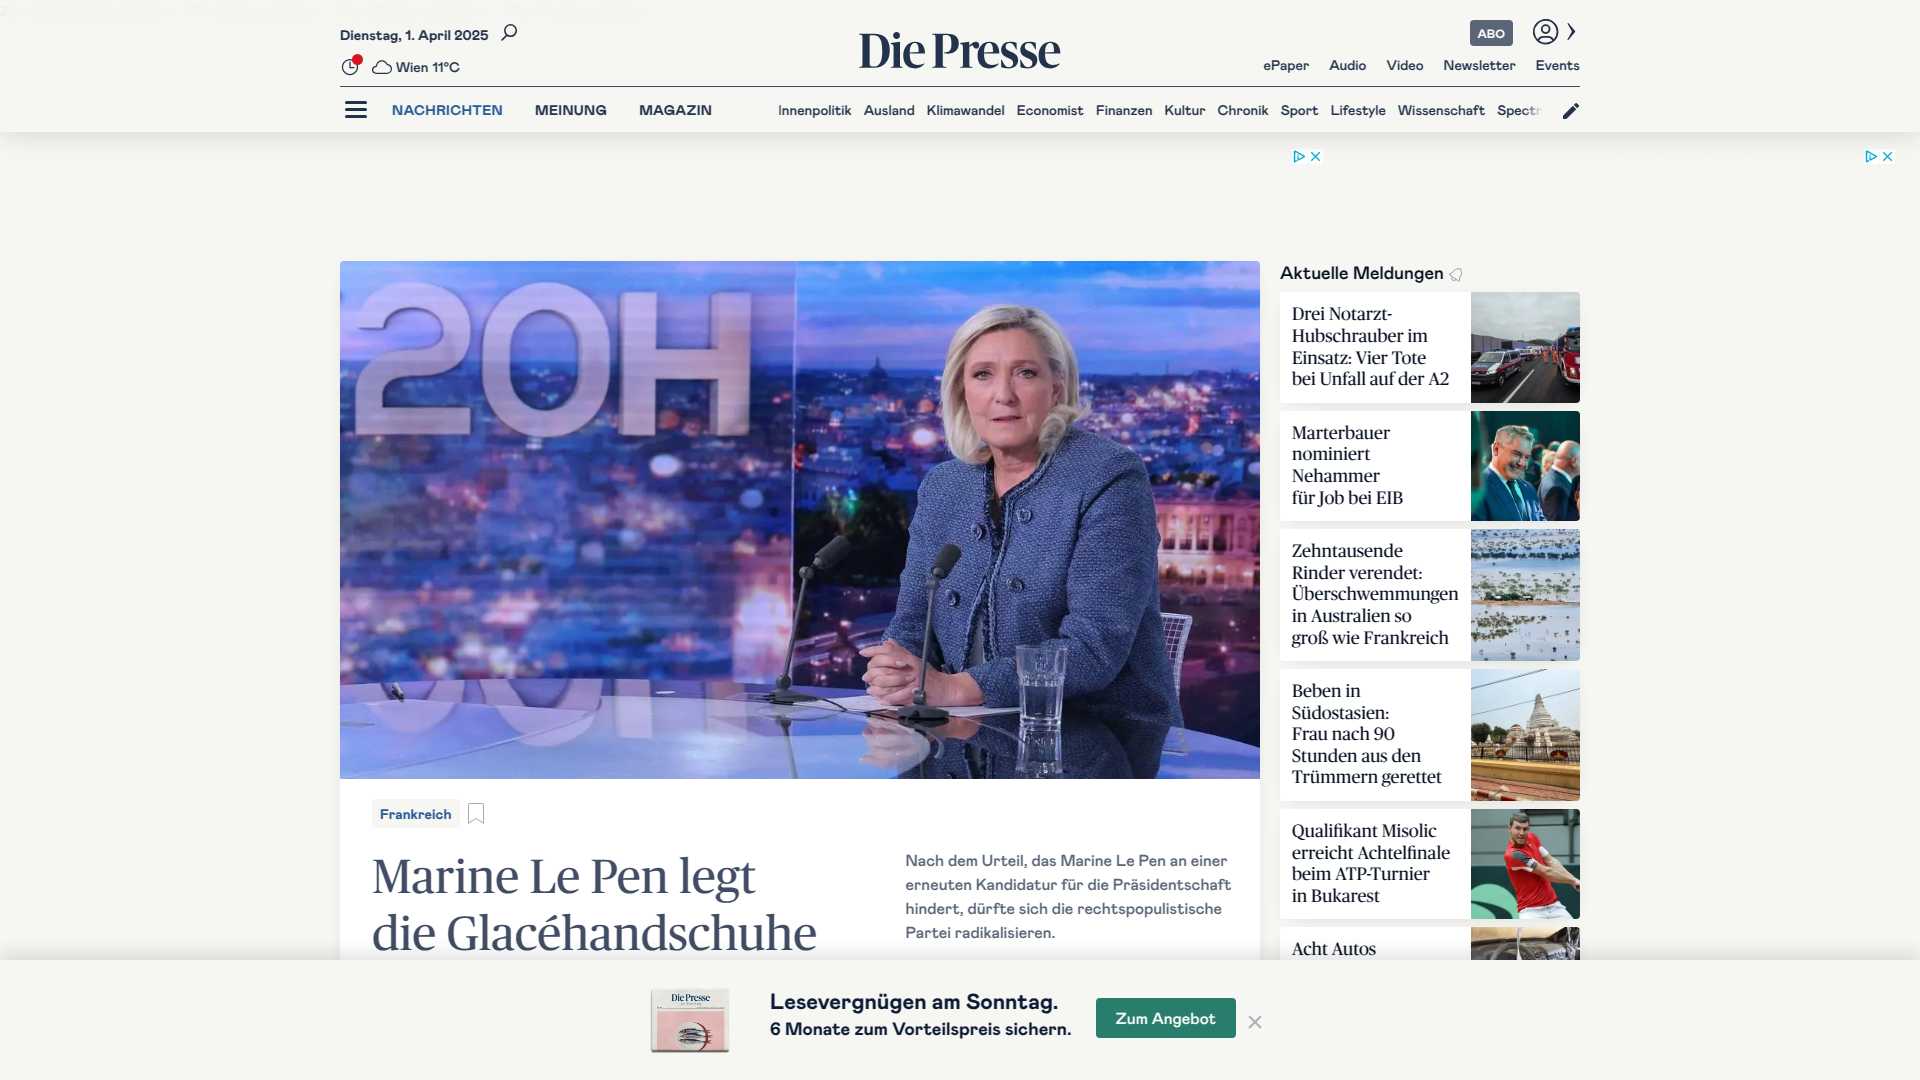 Dienstag, 1. April 2025
Wien 11°C
Die Presse
ABO
ePaper Audio Video Newsletter Events
NACHRICHTEN MEINUNG MAGAZIN
Innenpolitik Ausland Klimawandel Economist Finanzen Kultur Chronik Sport Lifestyle Wissenschaft Spectr
20H
Frankreich
Marine Le Pen legt
die Glacéhandschuhe
Nach dem Urteil, das Marine Le Pen an einer
erneuten Kandidatur für die Präsidentschaft
hindert, dürfte sich die rechtspopulistische
Partei radikalisieren.
Aktuelle Meldungen
Drei Notarzt-
Hubschrauber im
Einsatz: Vier Tote
bei Unfall auf der A2
Marterbauer
nominiert
Nehammer
für Job bei EIB
Zehntausende
Rinder verendet:
Überschwemmungen
in Australien so
groß wie Frankreich
Beben in
Südostasien:
Frau nach 90
Stunden aus den
Trümmern gerettet
Qualifikant Misolic
erreicht Achtelfinale
beim ATP-Turnier
in Bukarest
Acht Autos
Die Presse
Lesevergnügen am Sonntag.
6 Monate zum Vorteilspreis sichern.
Zum Angebot